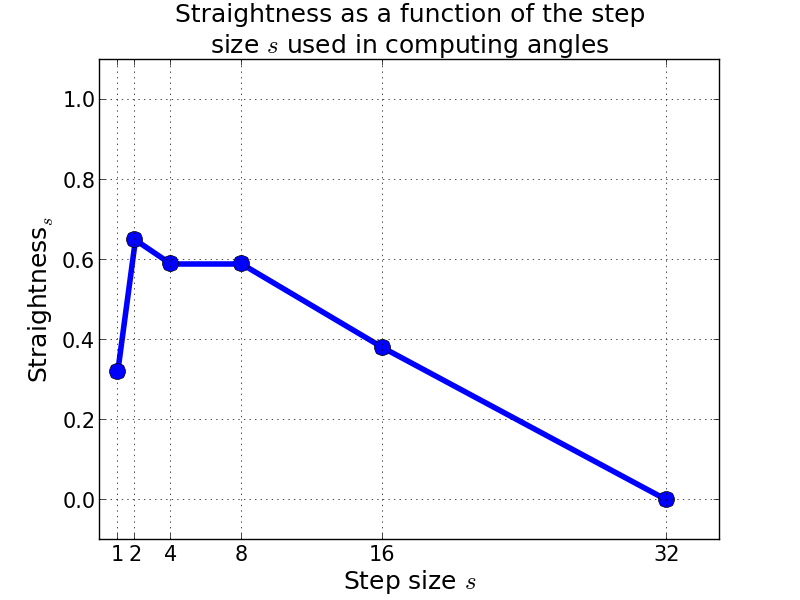 Straightness as a function of the step
size s used in computing angles
1.0
0.8
0.6
0.4
0.2
0.0
Straightness_s
1 2 4 8 16 32
Step size s